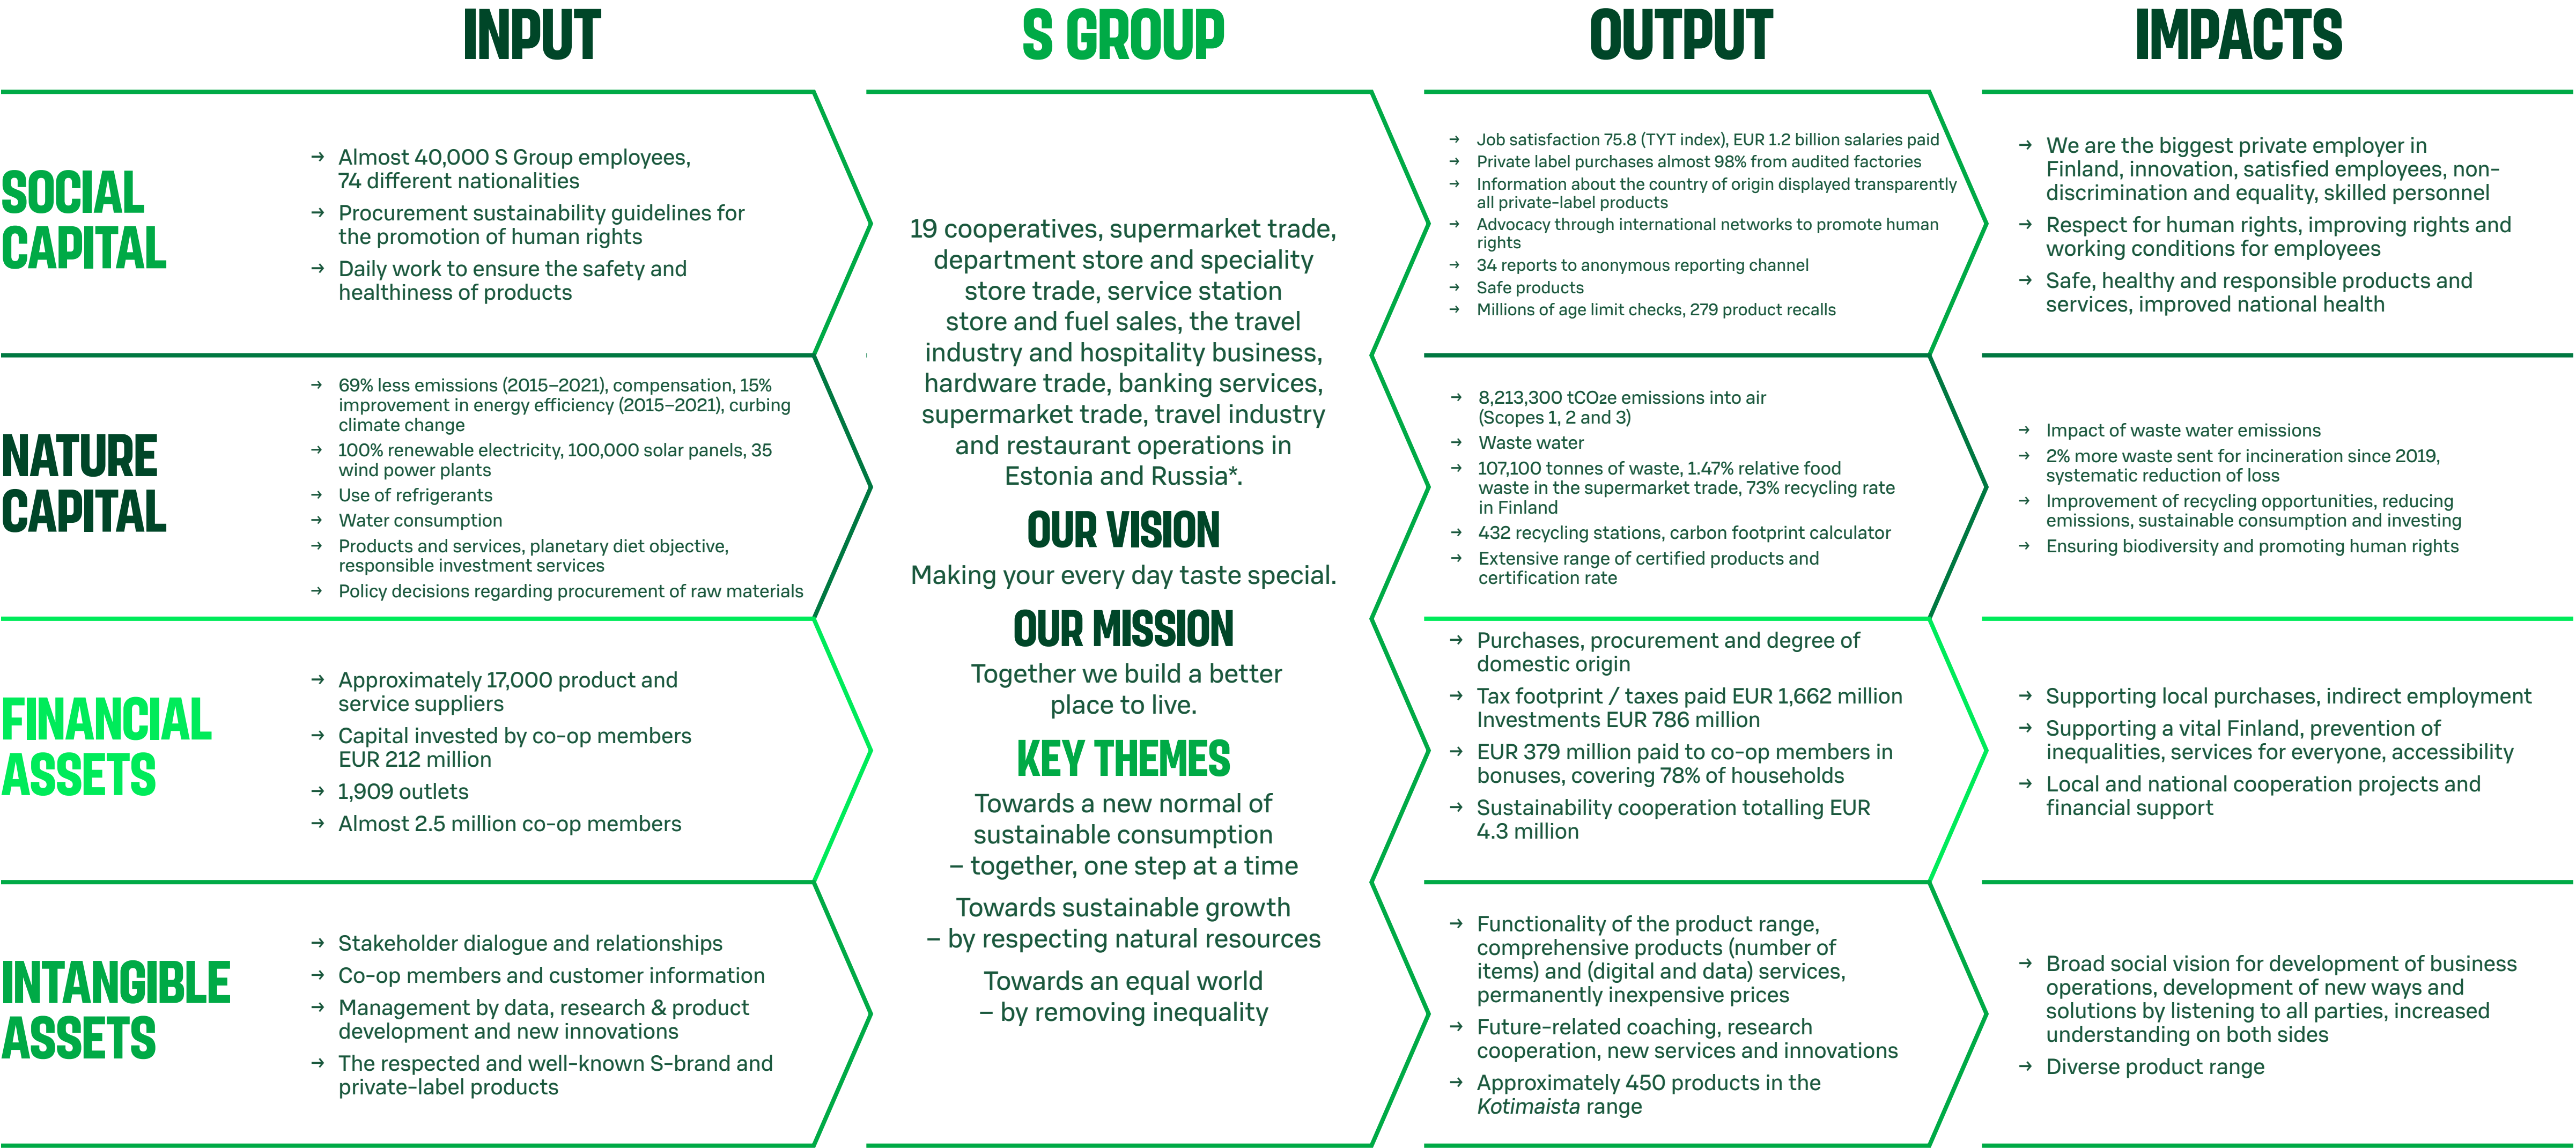 INPUT
S GROUP
OUTPUT
IMPACTS
SOCIAL
CAPITAL
→ Almost 40,000 S Group employees,
74 different nationalities
→ Procurement sustainability guidelines for
the promotion of human rights
→ Daily work to ensure the safety and
healthiness of products
NATURE
CAPITAL
→ 69% less emissions (2015–2021), compensation, 15%
improvement in energy efficiency (2015–2021), curbing
climate change
→ 100% renewable electricity, 100,000 solar panels, 35
wind power plants
→ Use of refrigerants
→ Water consumption
→ Products and services, planetary diet objective,
responsible investment services
→ Policy decisions regarding procurement of raw materials
FINANCIAL
ASSETS
→ Approximately 17,000 product and
service suppliers
→ Capital invested by co-op members
EUR 212 million
→ 1,909 outlets
→ Almost 2.5 million co-op members
INTANGIBLE
ASSETS
→ Stakeholder dialogue and relationships
→ Co-op members and customer information
→ Management by data, research & product
development and new innovations
→ The respected and well-known S-brand and
private-label products
19 cooperatives, supermarket trade,
department store and speciality
store trade, service station
store and fuel sales, the travel
industry and hospitality business,
hardware trade, banking services,
supermarket trade, travel industry
and restaurant operations in
Estonia and Russia*.
OUR VISION
Making your every day taste special.
OUR MISSION
Together we build a better
place to live.
KEY THEMES
Towards a new normal of
sustainable consumption
– together, one step at a time
Towards sustainable growth
– by respecting natural resources
Towards an equal world
– by removing inequality
→ Job satisfaction 75.8 (TYT index), EUR 1.2 billion salaries paid
→ Private label purchases almost 98% from audited factories
→ Information about the country of origin displayed transparently
all private-label products
→ Advocacy through international networks to promote human
rights
→ 34 reports to anonymous reporting channel
→ Safe products
→ Millions of age limit checks, 279 product recalls
→ 8,213,300 tCO2e emissions into air
(Scopes 1, 2 and 3)
→ Waste water
→ 107,100 tonnes of waste, 1.47% relative food
waste in the supermarket trade, 73% recycling rate
in Finland
→ 432 recycling stations, carbon footprint calculator
→ Extensive range of certified products and
certification rate
→ Purchases, procurement and degree of
domestic origin
→ Tax footprint / taxes paid EUR 1,662 million
Investments EUR 786 million
→ EUR 379 million paid to co-op members in
bonuses, covering 78% of households
→ Sustainability cooperation totalling EUR
4.3 million
→ Functionality of the product range,
comprehensive products (number of
items) and (digital and data) services,
permanently inexpensive prices
→ Future-related coaching, research
cooperation, new services and innovations
→ Approximately 450 products in the
Kotimaista range
→ We are the biggest private employer in
Finland, innovation, satisfied employees, non-
discrimination and equality, skilled personnel
→ Respect for human rights, improving rights and
working conditions for employees
→ Safe, healthy and responsible products and
services, improved national health
→ Impact of waste water emissions
→ 2% more waste sent for incineration since 2019,
systematic reduction of loss
→ Improvement of recycling opportunities, reducing
emissions, sustainable consumption and investing
→ Ensuring biodiversity and promoting human rights
→ Supporting local purchases, indirect employment
→ Supporting a vital Finland, prevention of
inequalities, services for everyone, accessibility
→ Local and national cooperation projects and
financial support
→ Broad social vision for development of business
operations, development of new ways and
solutions by listening to all parties, increased
understanding on both sides
→ Diverse product range